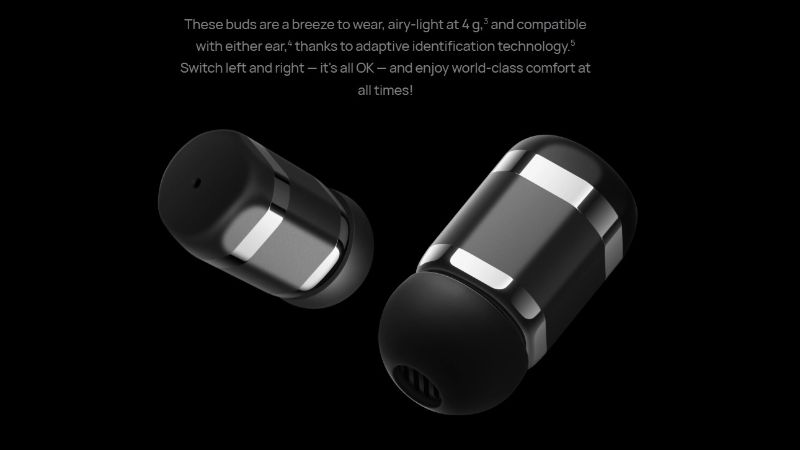 These buds are a breeze to wear, airy-light at 4 g,³ and compatible
with either ear,⁴ thanks to adaptive identification technology.⁵
Switch left and right — it's all OK — and enjoy world-class comfort at
all times!